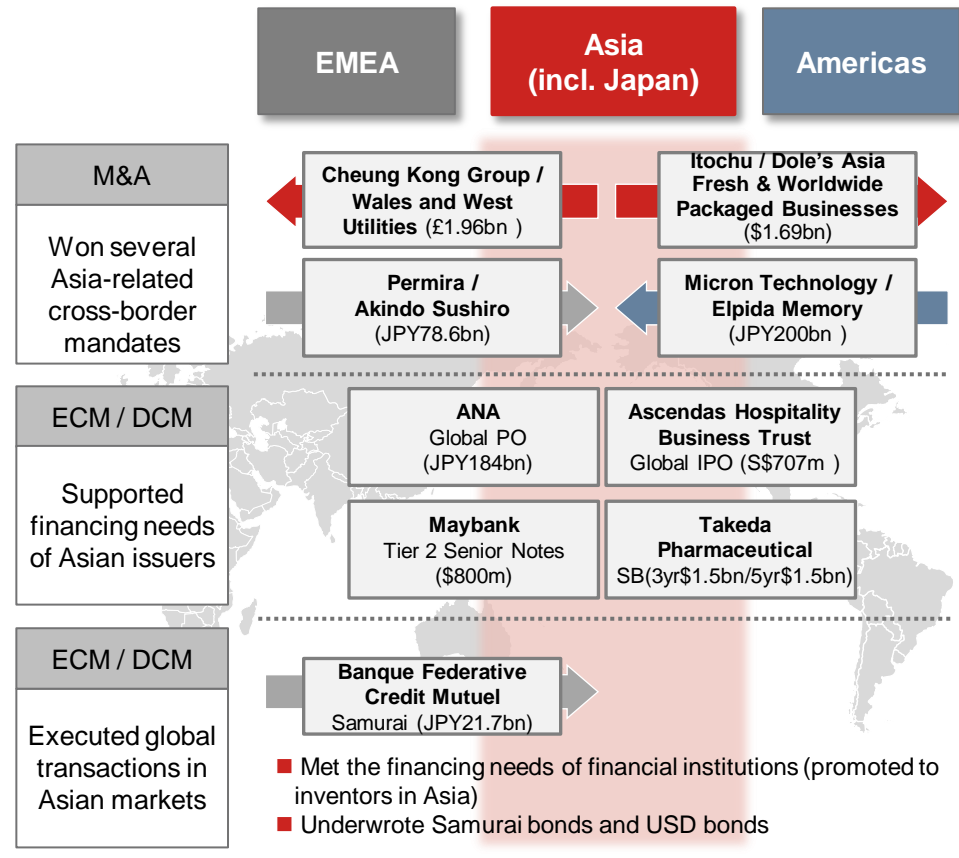 EMEA
Asia
(incl. Japan)
Americas
M&A
Won several
Asia-related
cross-border
mandates
Cheung Kong Group /
Wales and West
Utilities (£1.96bn )
Itochu / Dole's Asia
Fresh & Worldwide
Packaged Businesses
($1.69bn)
Permira /
Akindo Sushiro
(JPY78.6bn)
Micron Technology /
Elpida Memory
(JPY200bn )
ECM / DCM
Supported
financing needs
of Asian issuers
ANA
Global PO
(JPY184bn)
Ascendas Hospitality
Business Trust
Global IPO (S$707m )
Maybank
Tier 2 Senior Notes
($800m)
Takeda
Pharmaceutical
SB(3yr$1.5bn/5yr$1.5bn)
ECM / DCM
Executed global
transactions in
Asian markets
Banque Federative
Credit Mutuel
Samurai (JPY21.7bn)
■ Met the financing needs of financial institutions (promoted to
inventors in Asia)
■ Underwrote Samurai bonds and USD bonds